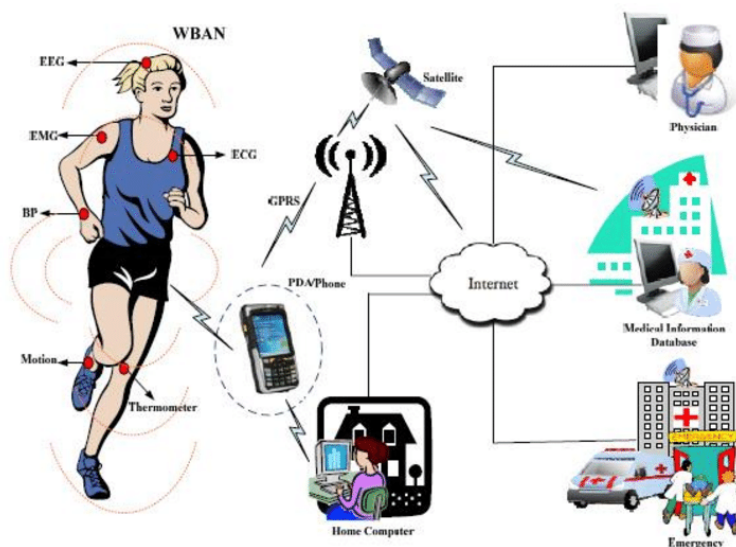 WBAN
EEG
EMG
ECG
BP
Motion
Thermometer
Satellite
GPRS
PDA/Phone
Internet
Home Computer
Physician
Medical Information
Database
EMERGENCY
Emergency